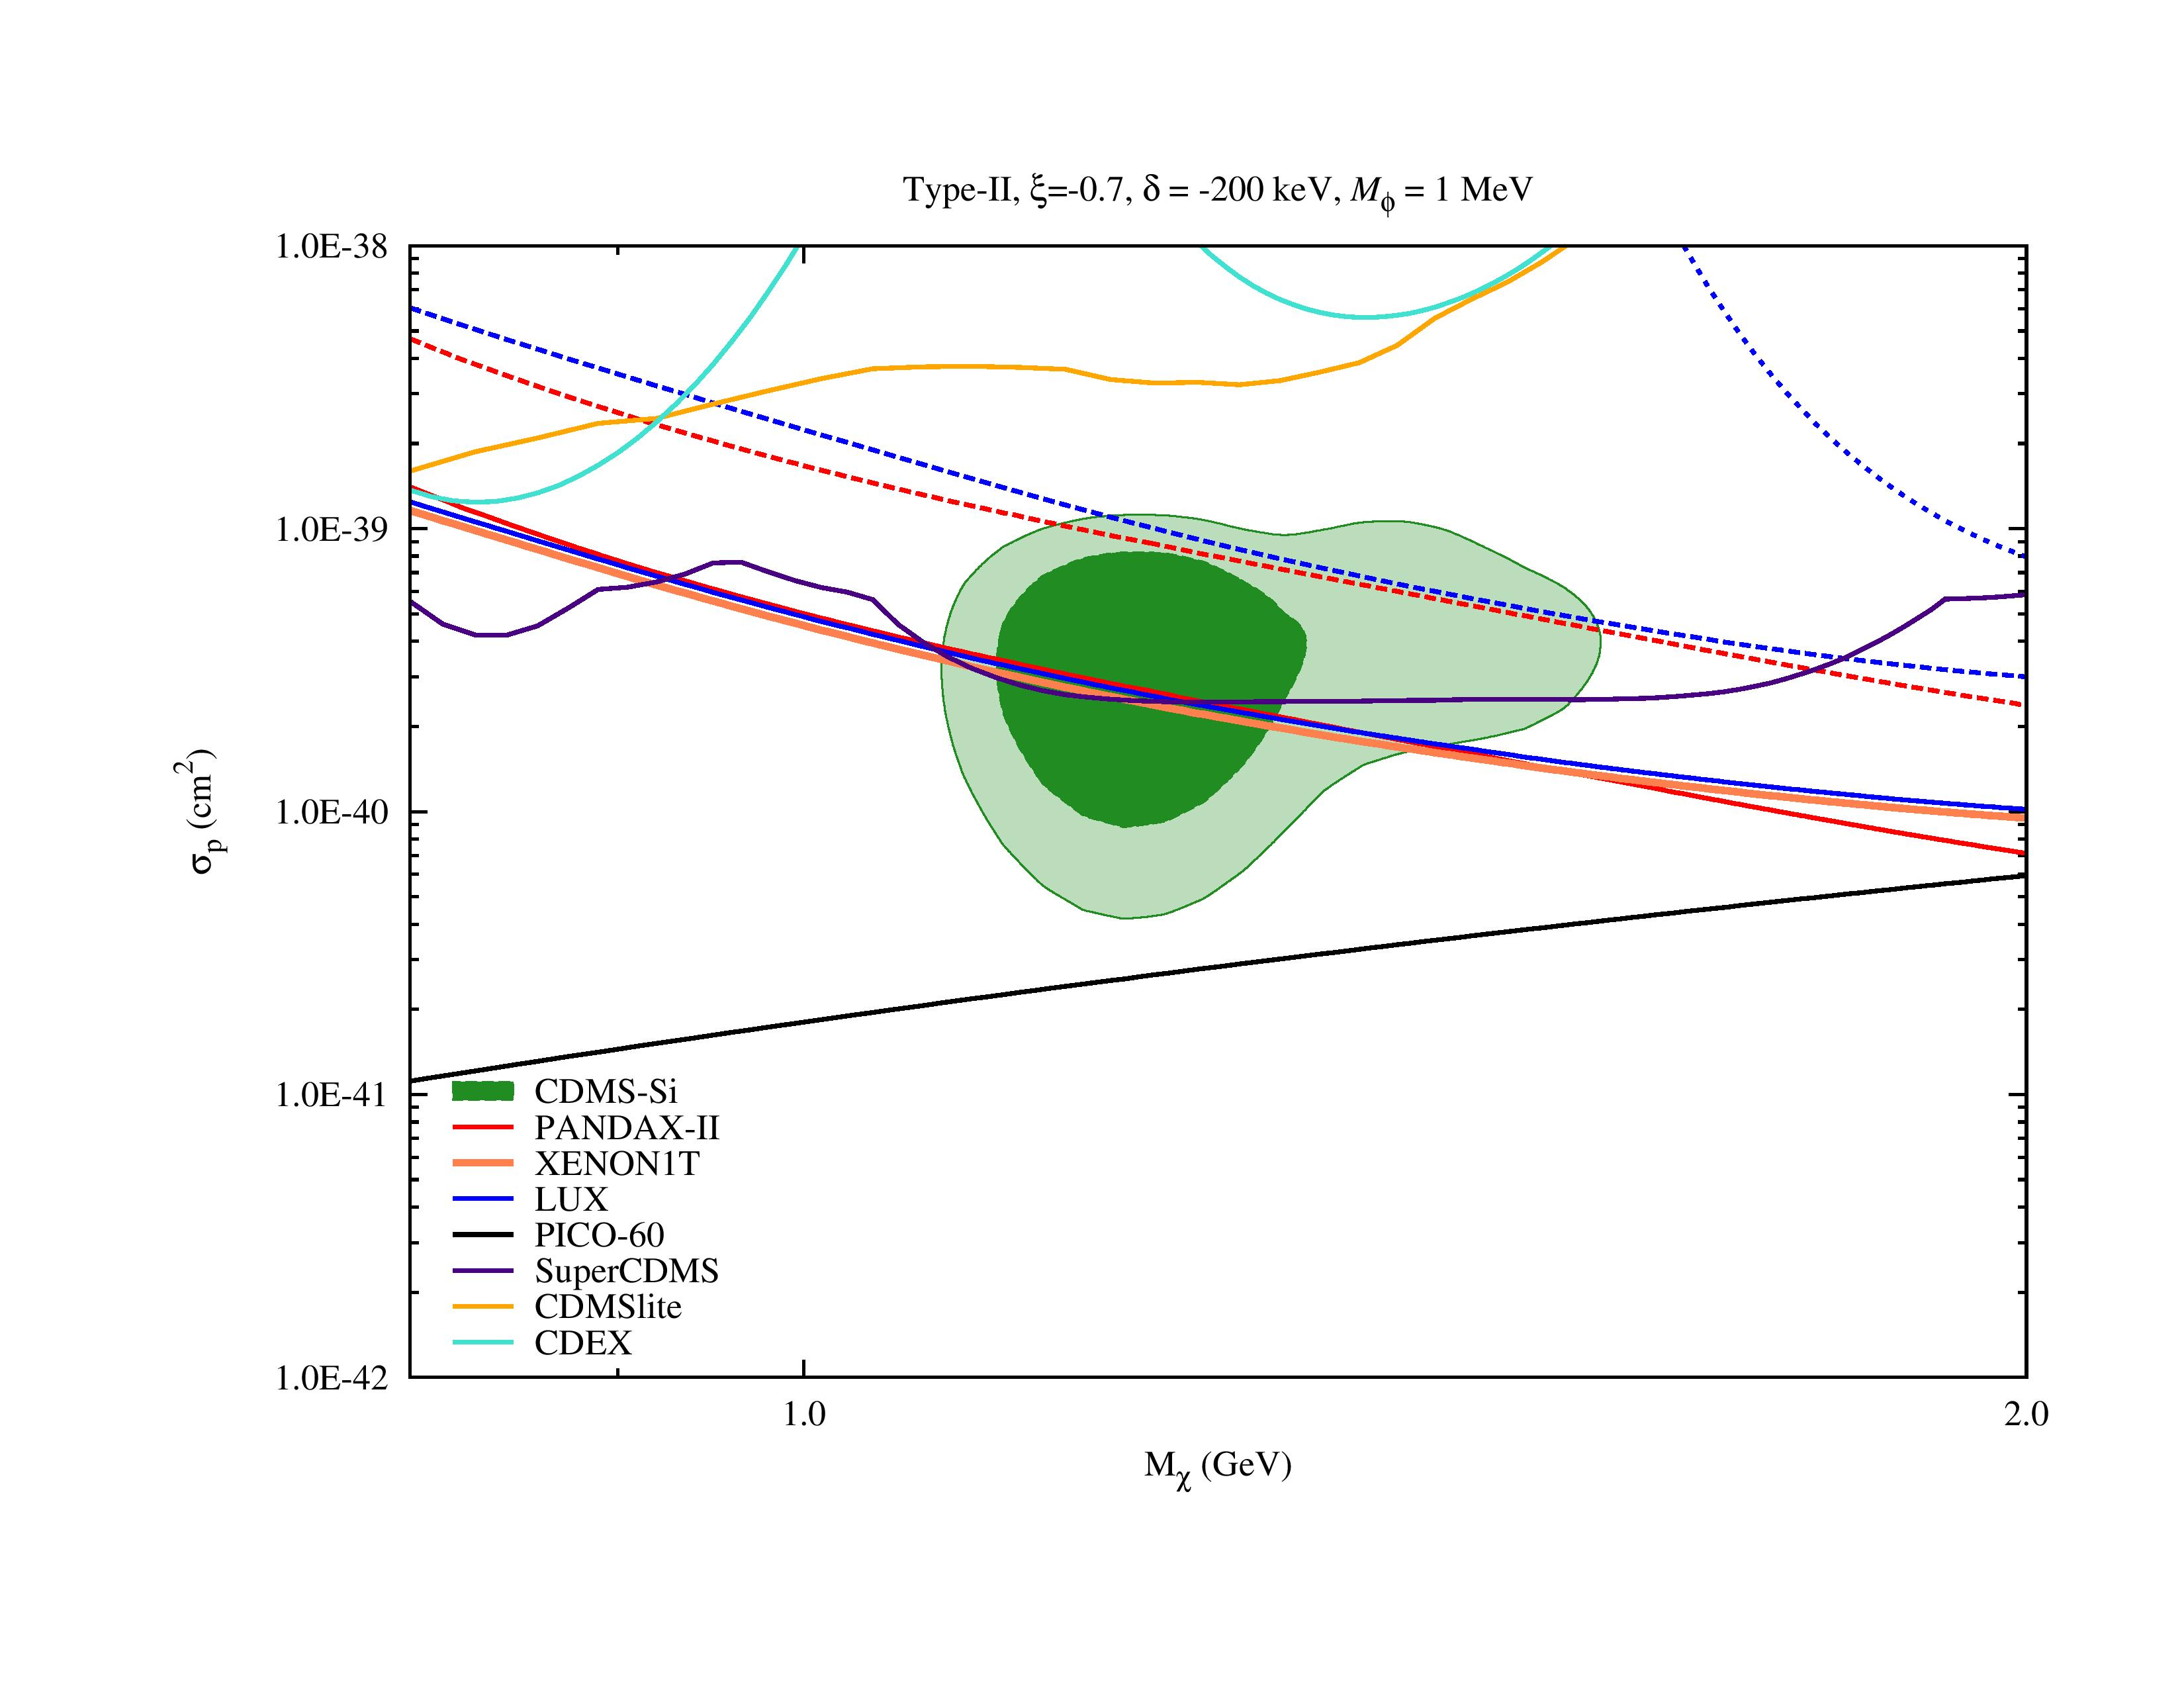 Type-II, ξ=-0.7, δ = -200 keV, Mϕ = 1 MeV
1.0E-38
1.0E-39
1.0E-40
1.0E-41
1.0E-42
σp (cm2)
CDMS-Si
PANDAX-II
XENON1T
LUX
PICO-60
SuperCDMS
CDMSlite
CDEX
1.0
2.0
Mχ (GeV)